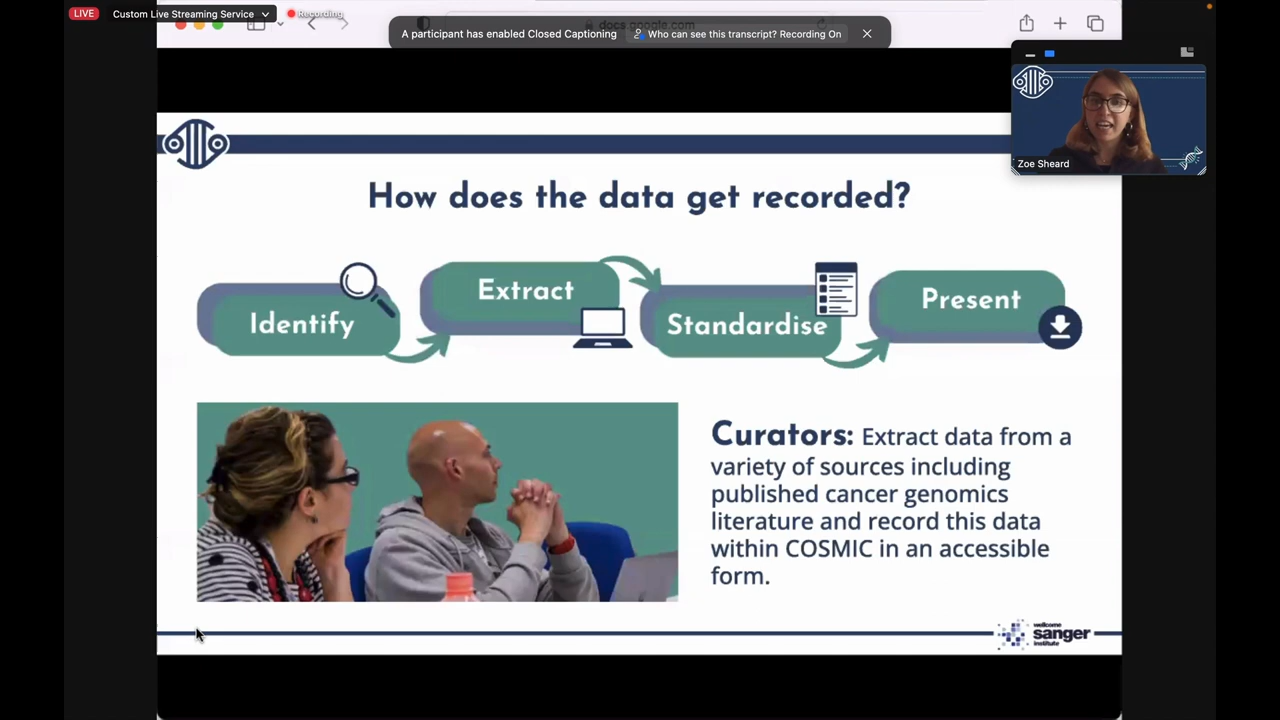 LIVE
Custom Live Streaming Service
Recording
docs.google.com
A participant has enabled Closed Captioning
Who can see this transcript? Recording On
Zoe Sheard
How does the data get recorded?
Identify
Extract
Standardise
Present
Curators: Extract data from a
variety of sources including
published cancer genomics
literature and record this data
within COSMIC in an accessible
form.
wellcome
sanger
institute